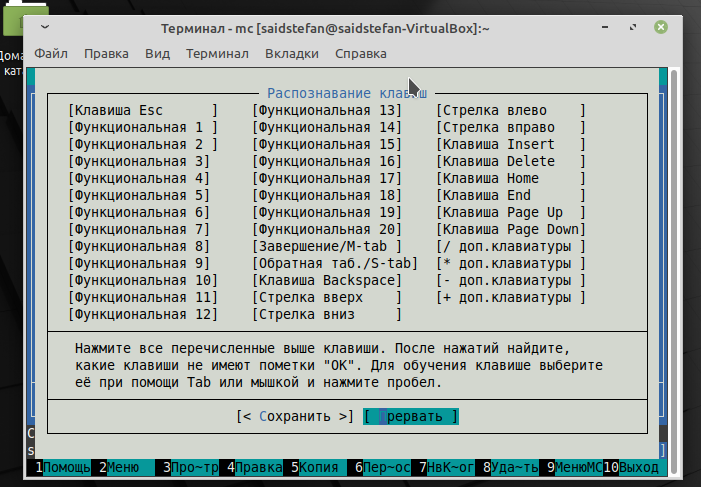 Терминал - mc [saidstefan@saidstefan-VirtualBox]:~
Файл Правка Вид Терминал Вкладки Справка
Распознавание клавиш
[Клавиша Esc ] [Функциональная 13] [Стрелка влево ]
[Функциональная 1 ] [Функциональная 14] [Стрелка вправо ]
[Функциональная 2 ] [Функциональная 15] [Клавиша Insert ]
[Функциональная 3] [Функциональная 16] [Клавиша Delete ]
[Функциональная 4] [Функциональная 17] [Клавиша Home ]
[Функциональная 5] [Функциональная 18] [Клавиша End ]
[Функциональная 6] [Функциональная 19] [Клавиша Page Up ]
[Функциональная 7] [Функциональная 20] [Клавиша Page Down]
[Функциональная 8] [Завершение/M-tab ] [/ доп.клавиатуры ]
[Функциональная 9] [Обратная таб./S-tab] [* доп.клавиатуры ]
[Функциональная 10] [Клавиша Backspace] [- доп.клавиатуры ]
[Функциональная 11] [Стрелка вверх ] [+ доп.клавиатуры ]
[Функциональная 12] [Стрелка вниз ]
Нажмите все перечисленные выше клавиши. После нажатий найдите,
какие клавиши не имеют пометки "OK". Для обучения клавише выберите
её при помощи Tab или мышкой и нажмите пробел.
[< Сохранить >] [ Прервать ]
1Помощь 2Меню 3Про~тр 4Правка 5Копия 6Пер~ос 7НвК~ог 8Уда~ть 9МенюМС 10Выход